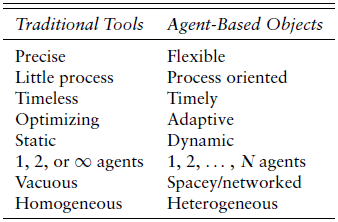 Traditional Tools Agent-Based Objects
Precise Flexible
Little process Process oriented
Timeless Timely
Optimizing Adaptive
Static Dynamic
1, 2, or ∞ agents 1, 2, . . . , N agents
Vacuous Spacey/networked
Homogeneous Heterogeneous